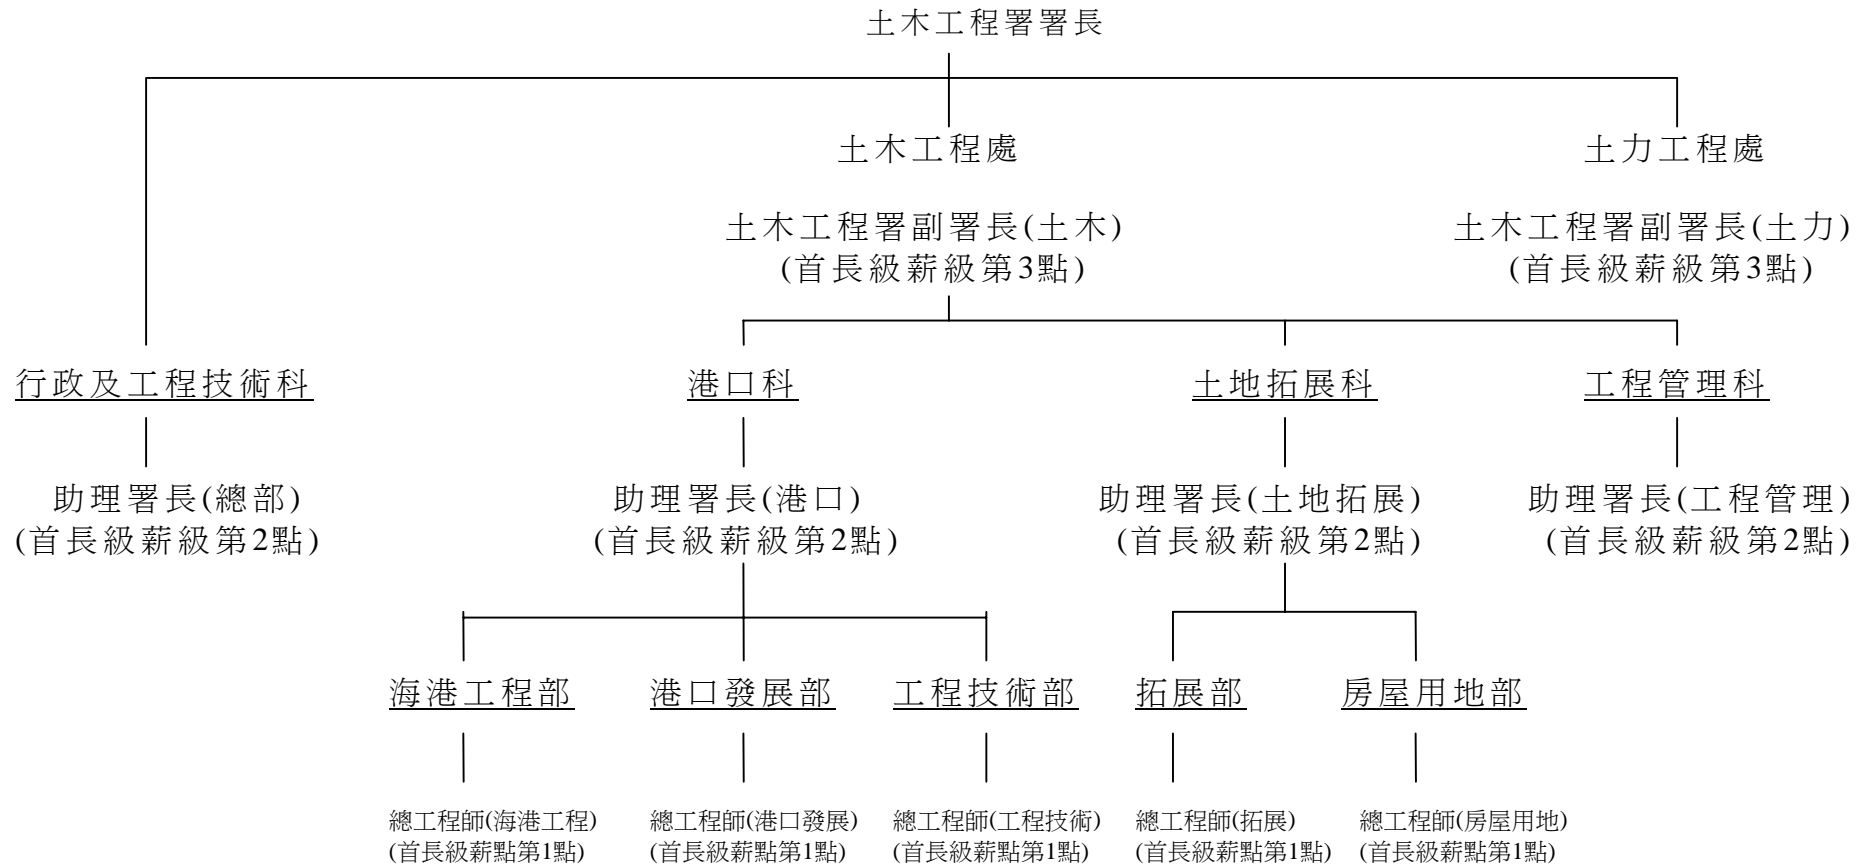 土木工程署署長
土木工程處
土力工程處
土木工程署副署長(土木)
(首長級薪級第3點)
土木工程署副署長(土力)
(首長級薪級第3點)
行政及工程技術科
港口科
土地拓展科
工程管理科
助理署長(總部)
(首長級薪級第2點)
助理署長(港口)
(首長級薪級第2點)
助理署長(土地拓展)
(首長級薪級第2點)
助理署長(工程管理)
(首長級薪級第2點)
海港工程部
港口發展部
工程技術部
拓展部
房屋用地部
總工程師(海港工程)
(首長級薪點第1點)
總工程師(港口發展)
(首長級薪點第1點)
總工程師(工程技術)
(首長級薪點第1點)
總工程師(拓展)
(首長級薪點第1點)
總工程師(房屋用地)
(首長級薪點第1點)